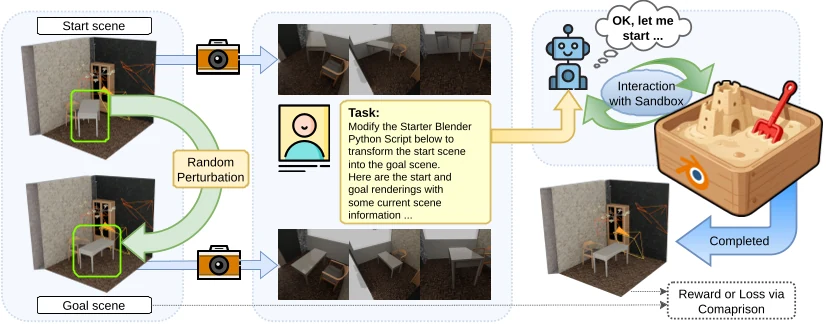 Start scene
OK, let me
start ...
Interaction
with Sandbox
Task:
Modify the Starter Blender
Python Script below to
transform the start scene
into the goal scene.
Here are the start and
goal renderings with
some current scene
information ...
Random
Perturbation
Completed
Goal scene
Reward or Loss via
Comaprison